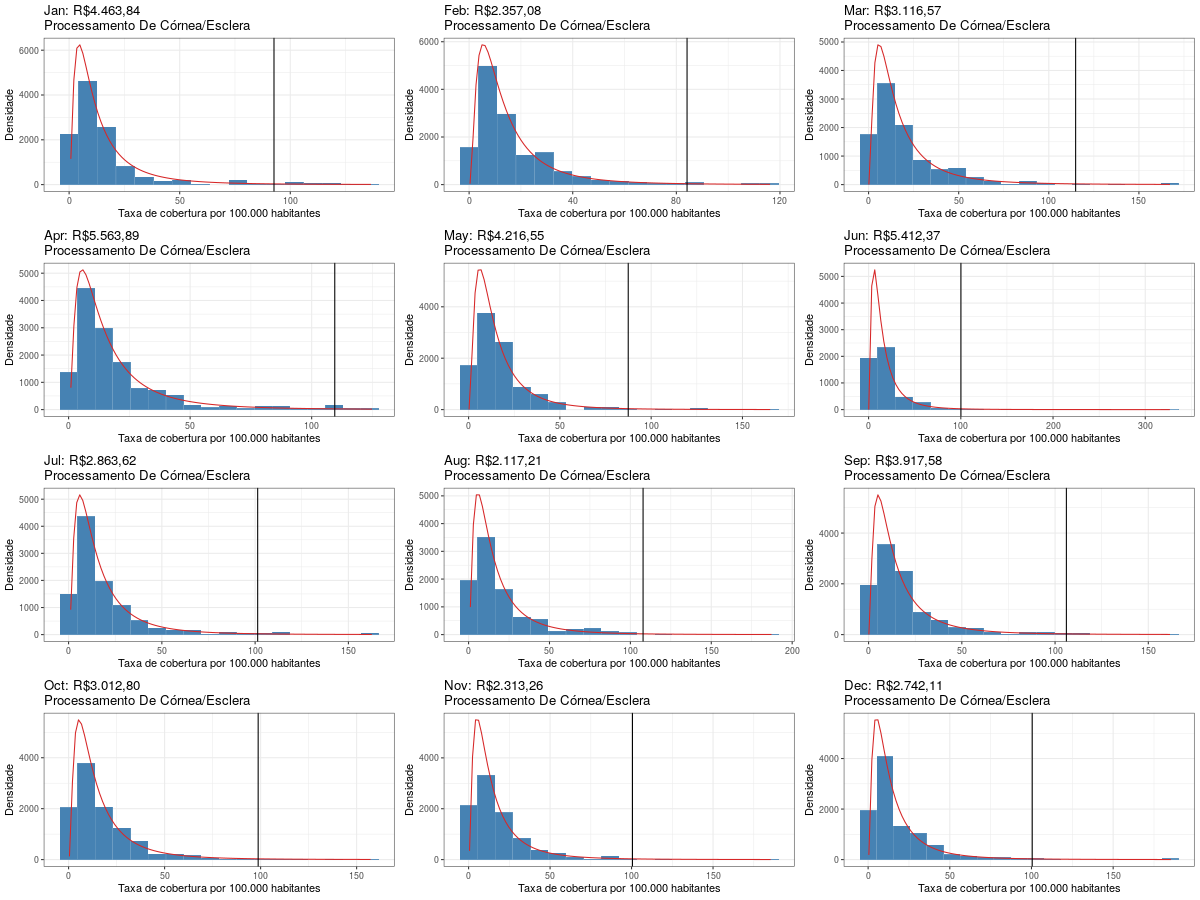 Jan: R$4.463,84
Processamento De Córnea/Esclera
Densidade
6000
4000
2000
0
0
50
100
Taxa de cobertura por 100.000 habitantes
Feb: R$2.357,08
Processamento De Córnea/Esclera
Densidade
6000
4000
2000
0
0
40
80
120
Taxa de cobertura por 100.000 habitantes
Mar: R$3.116,57
Processamento De Córnea/Esclera
Densidade
5000
4000
3000
2000
1000
0
0
50
100
150
Taxa de cobertura por 100.000 habitantes
Apr: R$5.563,89
Processamento De Córnea/Esclera
Densidade
5000
4000
3000
2000
1000
0
0
50
100
Taxa de cobertura por 100.000 habitantes
May: R$4.216,55
Processamento De Córnea/Esclera
Densidade
4000
2000
0
0
50
100
150
Taxa de cobertura por 100.000 habitantes
Jun: R$5.412,37
Processamento De Córnea/Esclera
Densidade
5000
4000
3000
2000
1000
0
0
100
200
300
Taxa de cobertura por 100.000 habitantes
Jul: R$2.863,62
Processamento De Córnea/Esclera
Densidade
5000
4000
3000
2000
1000
0
0
50
100
150
Taxa de cobertura por 100.000 habitantes
Aug: R$2.117,21
Processamento De Córnea/Esclera
Densidade
5000
4000
3000
2000
1000
0
0
50
100
150
200
Taxa de cobertura por 100.000 habitantes
Sep: R$3.917,58
Processamento De Córnea/Esclera
Densidade
4000
2000
0
0
50
100
150
Taxa de cobertura por 100.000 habitantes
Oct: R$3.012,80
Processamento De Córnea/Esclera
Densidade
4000
2000
0
0
50
100
150
Taxa de cobertura por 100.000 habitantes
Nov: R$2.313,26
Processamento De Córnea/Esclera
Densidade
4000
2000
0
0
50
100
150
Taxa de cobertura por 100.000 habitantes
Dec: R$2.742,11
Processamento De Córnea/Esclera
Densidade
4000
2000
0
0
50
100
150
Taxa de cobertura por 100.000 habitantes